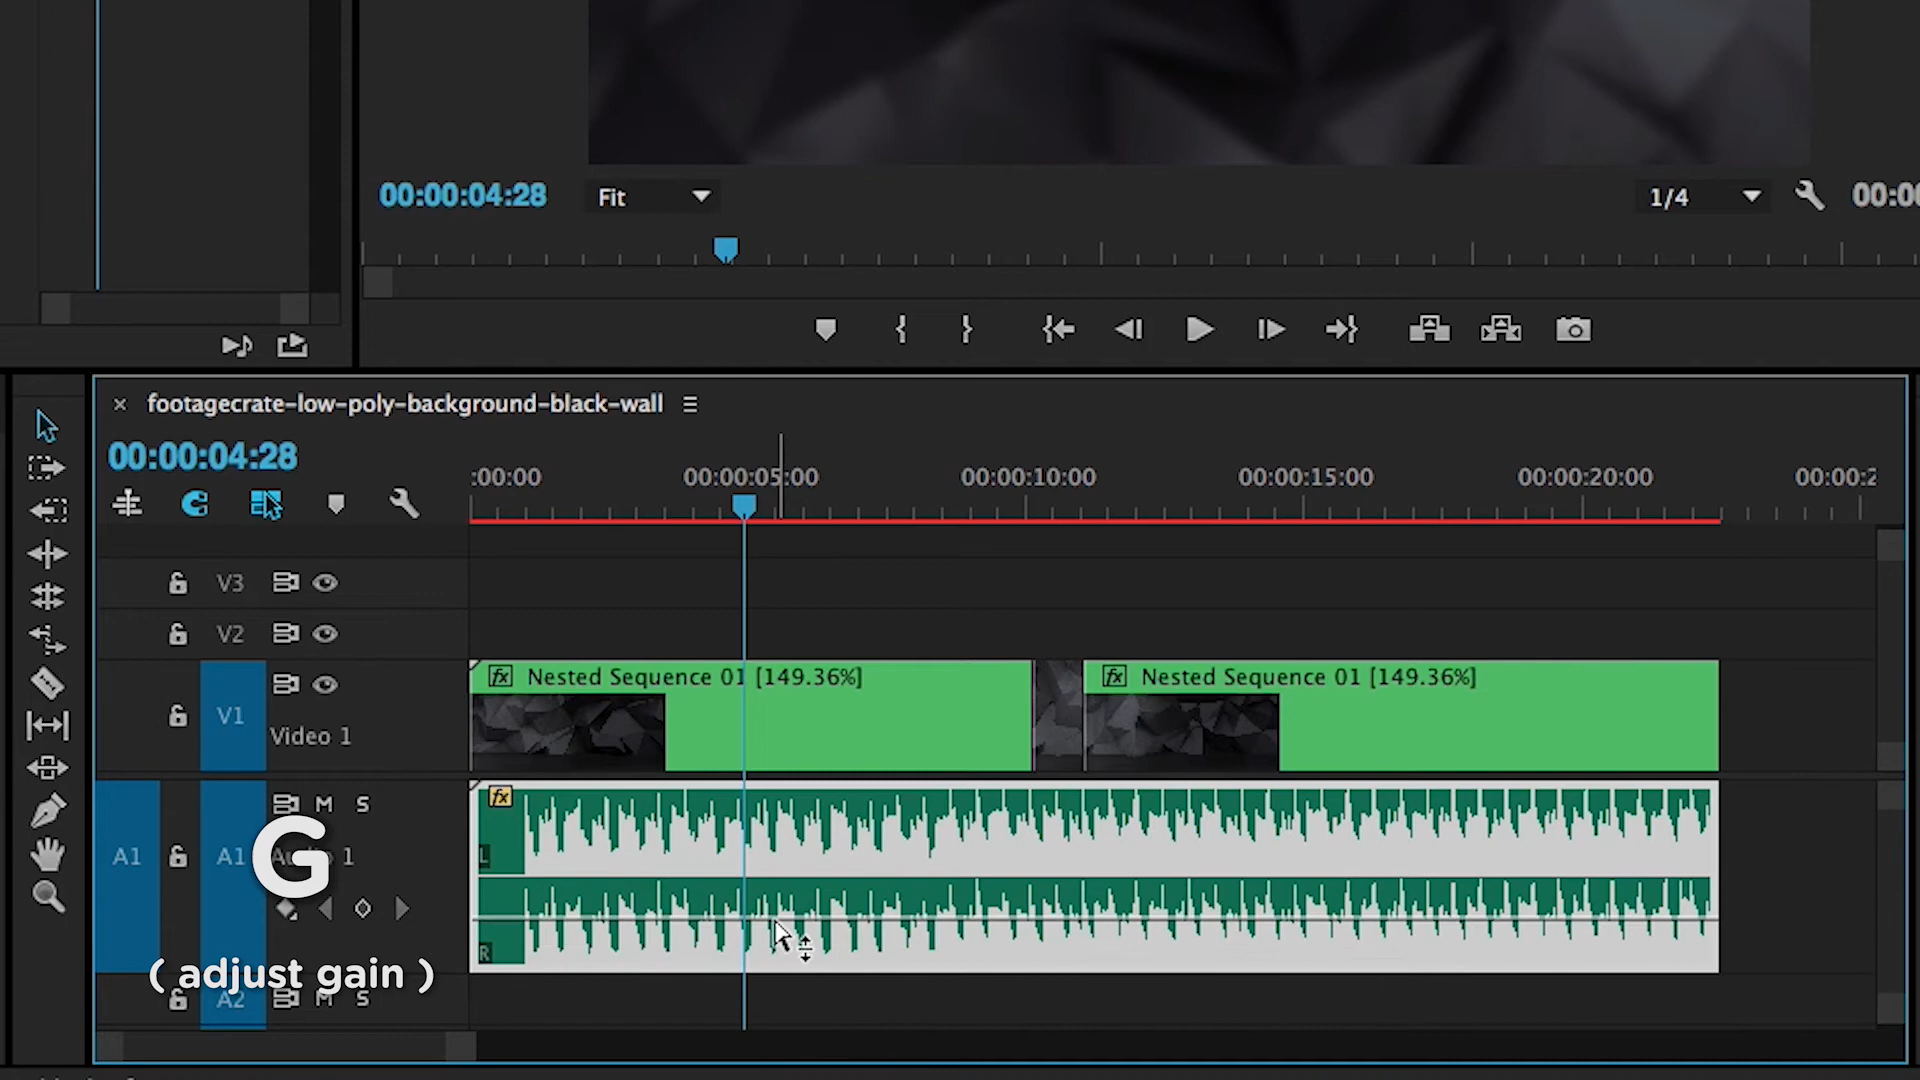 00:00:04:28
Fit
1/4
00:00
footagecrate-low-poly-background-black-wall
00:00:04:28
:00:00
00:00:05:00
00:00:10:00
00:00:15:00
00:00:20:00
00:00:2
V3
V2
fx Nested Sequence 01 [149.36%]
fx Nested Sequence 01 [149.36%]
V1
Video 1
fx
M S
A1
A1
1
L
G
R
( adjust gain )
A2
M S